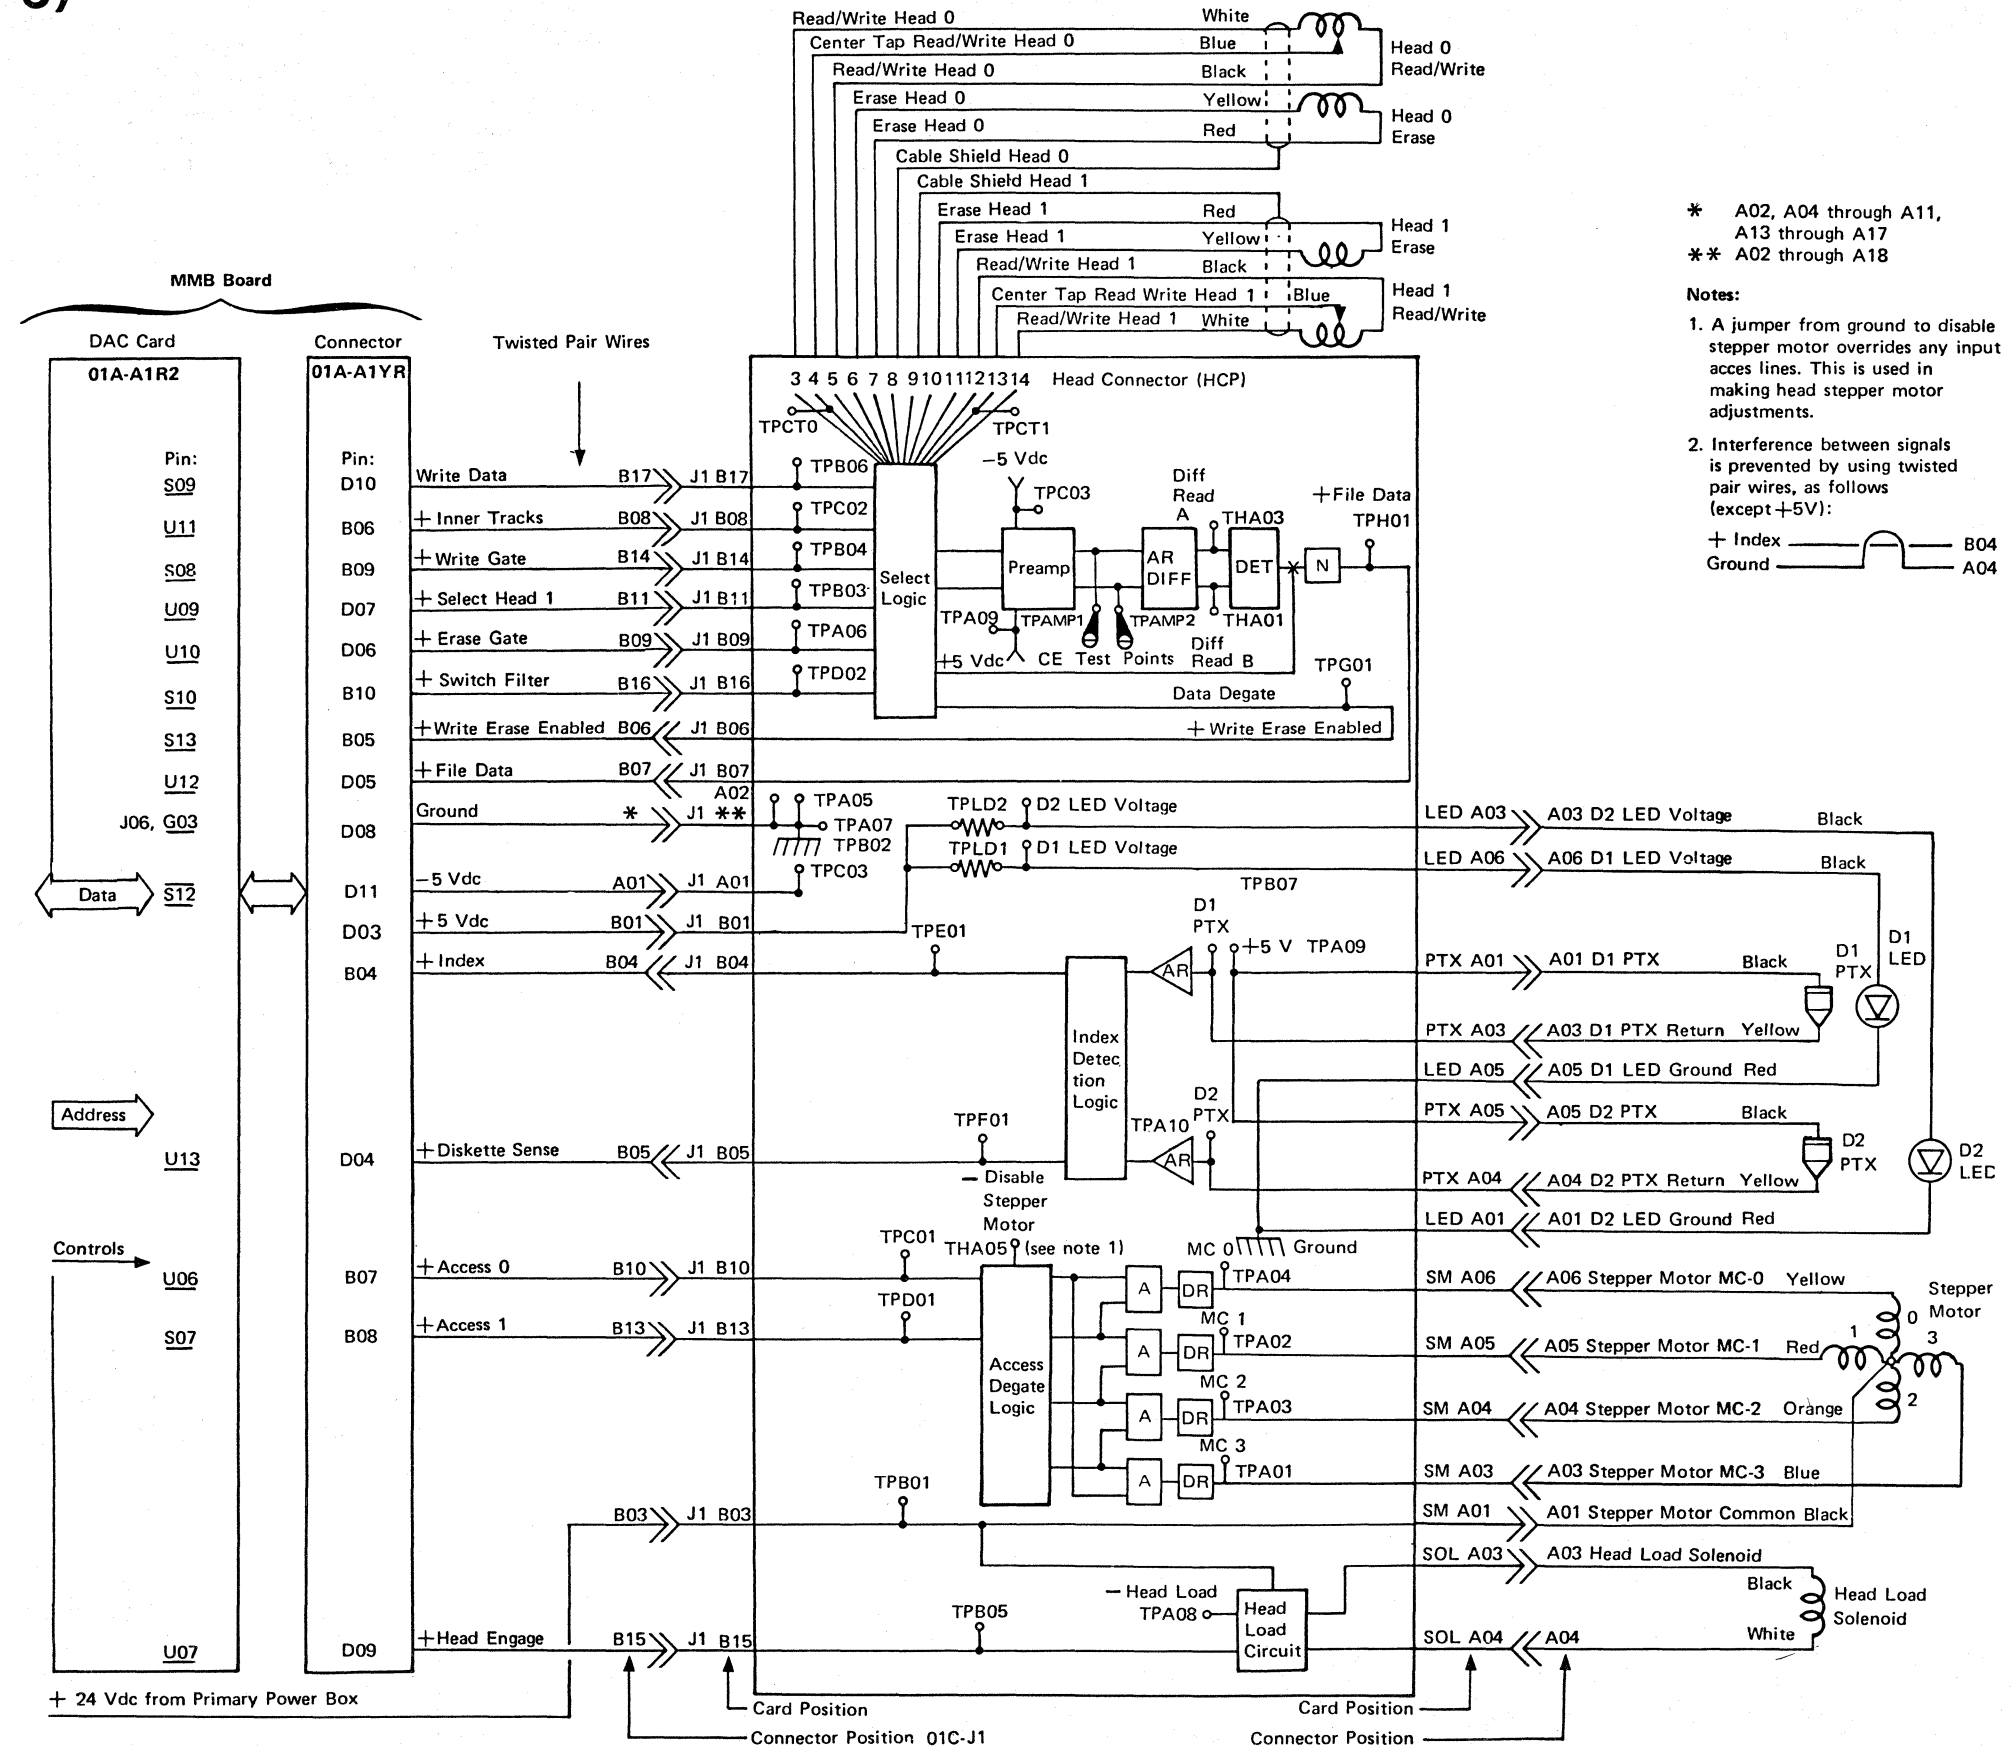 Read/Write Head 0 White
Center Tap Read/Write Head 0 Blue
Read/Write Head 0 Black
Head 0
Read/Write
Erase Head 0 Yellow
Erase Head 0 Red
Head 0
Erase
Cable Shield Head 0
Cable Shield Head 1
Erase Head 1 Red
Erase Head 1 Yellow
Head 1
Erase
Read/Write Head 1 Black
Center Tap Read Write Head 1 Blue
Read/Write Head 1 White
Head 1
Read/Write
* A02, A04 through A11,
A13 through A17
** A02 through A18
Notes:
1. A jumper from ground to disable
stepper motor overrides any input
acces lines. This is used in
making head stepper motor
adjustments.
2. Interference between signals
is prevented by using twisted
pair wires, as follows
(except +5V):
+ Index B04
Ground A04
MMB Board
DAC Card
01A-A1R2
Connector
01A-A1YR
Twisted Pair Wires
3 4 5 6 7 8 9 10 11 12 13 14 Head Connector (HCP)
TPCT0
TPCT1
Pin:
Pin:
S09 D10 Write Data B17 J1 B17 TPB06
U11 B06 + Inner Tracks B08 J1 B08 TPC02
S08 B09 + Write Gate B14 J1 B14 TPB04
U09 D07 + Select Head 1 B11 J1 B11 TPB03
U10 D06 + Erase Gate B09 J1 B09 TPA06
S10 B10 + Switch Filter B16 J1 B16 TPD02
S13 B05 +Write Erase Enabled B06 J1 B06
U12 D05 + File Data B07 J1 B07
A02
J06, G03 D08 Ground * J1 **
TPA05
TPA07
TPB02
TPC03
Data
S12 D11 −5 Vdc A01 J1 A01
D03 + 5 Vdc B01 J1 B01
B04 + Index B04 J1 B04 TPE01
Select
Logic
−5 Vdc
TPC03
Preamp
TPA09
+5 Vdc
TPAMP1
TPAMP2
CE Test Points
Diff
Read
A
AR
DIFF
THA03
DET
THA01
Diff
Read B
N
+File Data
TPH01
TPG01
Data Degate
+ Write Erase Enabled
TPLD2 D2 LED Voltage
TPLD1 D1 LED Voltage
TPB07
D1
PTX
+5 V TPA09
AR
Index
Detec
tion
Logic
D2
PTX
TPA10
AR
LED A03 A03 D2 LED Voltage Black
LED A06 A06 D1 LED Voltage Black
PTX A01 A01 D1 PTX Black
D1
PTX
D1
LED
PTX A03 A03 D1 PTX Return Yellow
LED A05 A05 D1 LED Ground Red
PTX A05 A05 D2 PTX Black
D2
PTX
D2
LED
PTX A04 A04 D2 PTX Return Yellow
LED A01 A01 D2 LED Ground Red
Address
U13 D04 +Diskette Sense B05 J1 B05 TPF01
− Disable
Stepper
Motor
THA05 (see note 1)
Controls
U06 B07 +Access 0 B10 J1 B10 TPC01
S07 B08 +Access 1 B13 J1 B13 TPD01
Access
Degate
Logic
Ground
MC 0
A DR TPA04
MC 1
A DR TPA02
MC 2
A DR TPA03
MC 3
A DR TPA01
SM A06 A06 Stepper Motor MC-0 Yellow
SM A05 A05 Stepper Motor MC-1 Red
SM A04 A04 Stepper Motor MC-2 Orange
SM A03 A03 Stepper Motor MC-3 Blue
SM A01 A01 Stepper Motor Common Black
Stepper
Motor
0
1
3
2
TPB01
B03 J1 B03
SOL A03 A03 Head Load Solenoid
Black
Head Load
Solenoid
White
SOL A04 A04
− Head Load
TPA08
Head
Load
Circuit
TPB05
U07 D09 +Head Engage B15 J1 B15
+ 24 Vdc from Primary Power Box
Card Position
Connector Position 01C-J1
Card Position
Connector Position